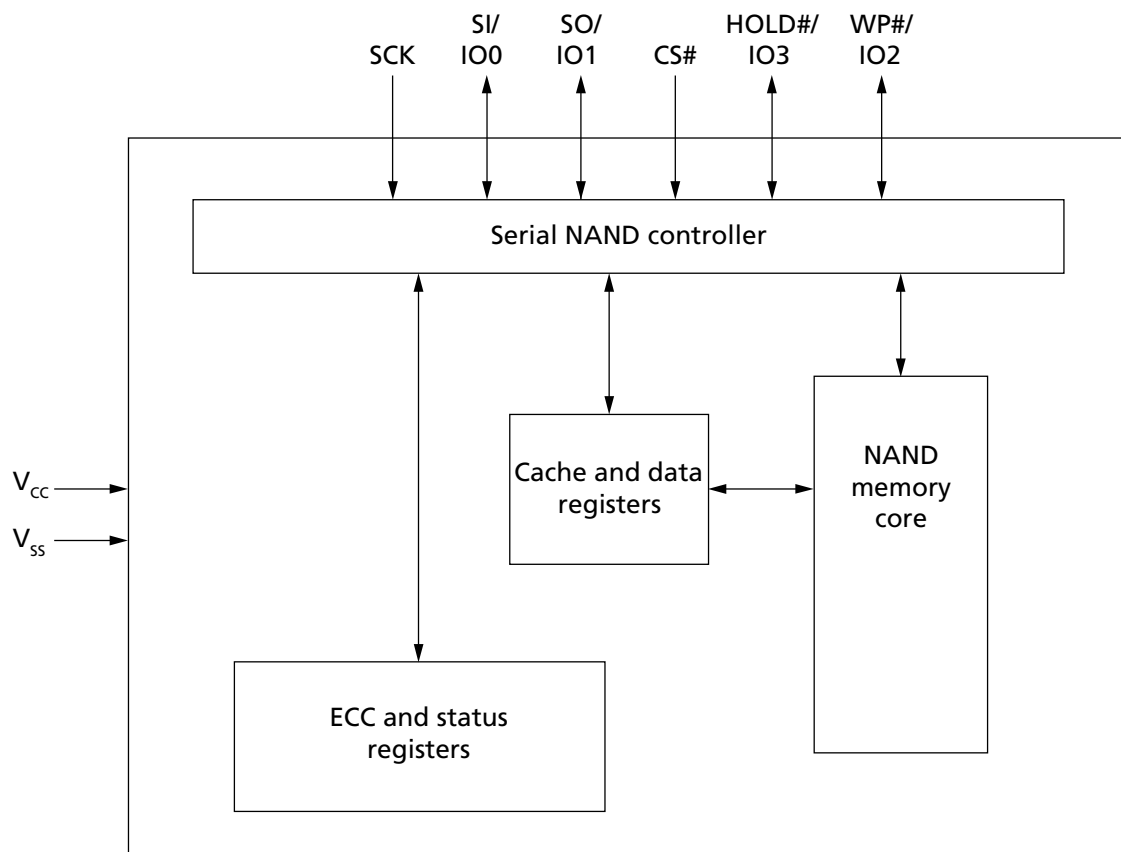 SCK
SI/
IO0
SO/
IO1
CS#
HOLD#/
IO3
WP#/
IO2
Serial NAND controller
Cache and data
registers
NAND
memory
core
Vcc
Vss
ECC and status
registers